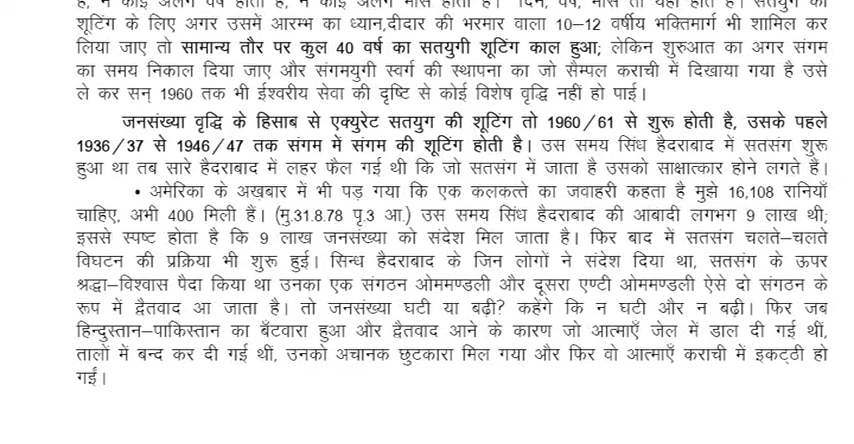 है, न कोई अलग वर्ष होता है, न कोई अलग मास होता है। दिन, वर्ष, मास तो यहाँ होते हैं। सतयुग की
शूटिंग के लिए अगर उसमें आरम्भ का ध्यान,दीदार की भरमार वाला 10–12 वर्षीय भक्तिमार्ग भी शामिल कर
लिया जाए तो सामान्य तौर पर कुल 40 वर्ष का सतयुगी शूटिंग काल हुआ; लेकिन शुरुआत का अगर संगम
का समय निकाल दिया जाए और संगमयुगी स्वर्ग की स्थापना का जो सैम्पल कराची में दिखाया गया है उसे
ले कर सन् 1960 तक भी ईश्वरीय सेवा की दृष्टि से कोई विशेष वृद्धि नहीं हो पाई।
जनसंख्या वृद्धि के हिसाब से एक्युरेट सतयुग की शूटिंग तो 1960/61 से शुरू होती है, उसके पहले
1936/37 से 1946/47 तक संगम में संगम की शूटिंग होती है। उस समय सिंध हैदराबाद में सतसंग शुरू
हुआ था तब सारे हैदराबाद में लहर फैल गई थी कि जो सतसंग में जाता है उसको साक्षात्कार होने लगते हैं।
• अमेरिका के अख़बार में भी पड़ गया कि एक कलकत्ते का जवाहरी कहता है मुझे 16,108 रानियाँ
चाहिए, अभी 400 मिली हैं। (मु.31.8.78 पृ.3 आ.) उस समय सिंध हैदराबाद की आबादी लगभग 9 लाख थी;
इससे स्पष्ट होता है कि 9 लाख जनसंख्या को संदेश मिल जाता है। फिर बाद में सतसंग चलते–चलते
विघटन की प्रक्रिया भी शुरू हुई। सिन्ध हैदराबाद के जिन लोगों ने संदेश दिया था, सतसंग के ऊपर
श्रद्धा–विश्वास पैदा किया था उनका एक संगठन ओममण्डली और दूसरा एण्टी ओममण्डली ऐसे दो संगठन के
रूप में द्वैतवाद आ जाता है। तो जनसंख्या घटी या बढ़ी? कहेंगे कि न घटी और न बढ़ी। फिर जब
हिन्दुस्तान–पाकिस्तान का बँटवारा हुआ और द्वैतवाद आने के कारण जो आत्माएँ जेल में डाल दी गई थीं,
तालों में बन्द कर दी गई थीं, उनको अचानक छुटकारा मिल गया और फिर वो आत्माएँ कराची में इकट्ठी हो
गईं।